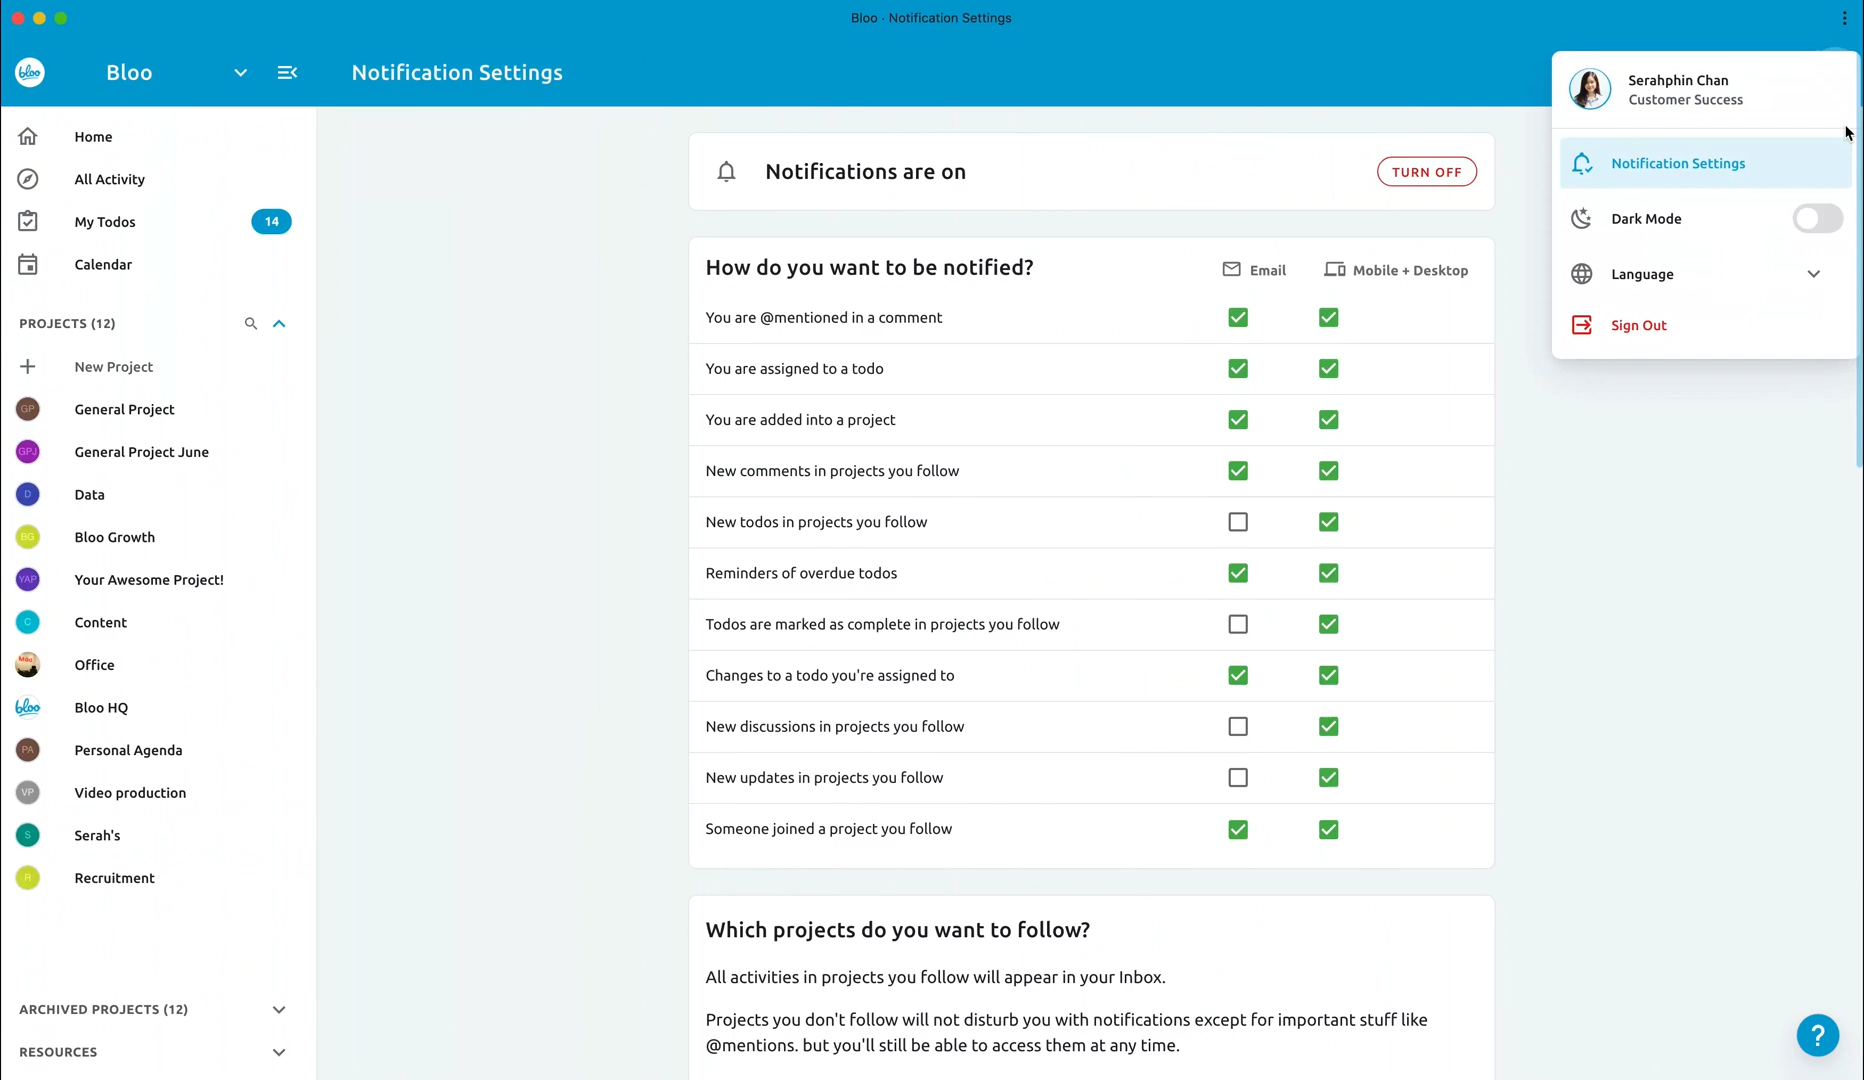 Bloo · Notification Settings
bloo
Bloo
Notification Settings
Serahphin Chan
Customer Success
Notification Settings
Dark Mode
Language
Sign Out
Home
All Activity
My Todos
14
Calendar
PROJECTS (12)
New Project
GP
General Project
GPJ
General Project June
D
Data
BG
Bloo Growth
YAP
Your Awesome Project!
C
Content
Office
bloo
Bloo HQ
PA
Personal Agenda
VP
Video production
S
Serah's
R
Recruitment
ARCHIVED PROJECTS (12)
RESOURCES
Notifications are on
TURN OFF
How do you want to be notified?
Email
Mobile + Desktop
You are @mentioned in a comment
You are assigned to a todo
You are added into a project
New comments in projects you follow
New todos in projects you follow
Reminders of overdue todos
Todos are marked as complete in projects you follow
Changes to a todo you're assigned to
New discussions in projects you follow
New updates in projects you follow
Someone joined a project you follow
Which projects do you want to follow?
All activities in projects you follow will appear in your Inbox.
Projects you don't follow will not disturb you with notifications except for important stuff like
@mentions. but you'll still be able to access them at any time.
?